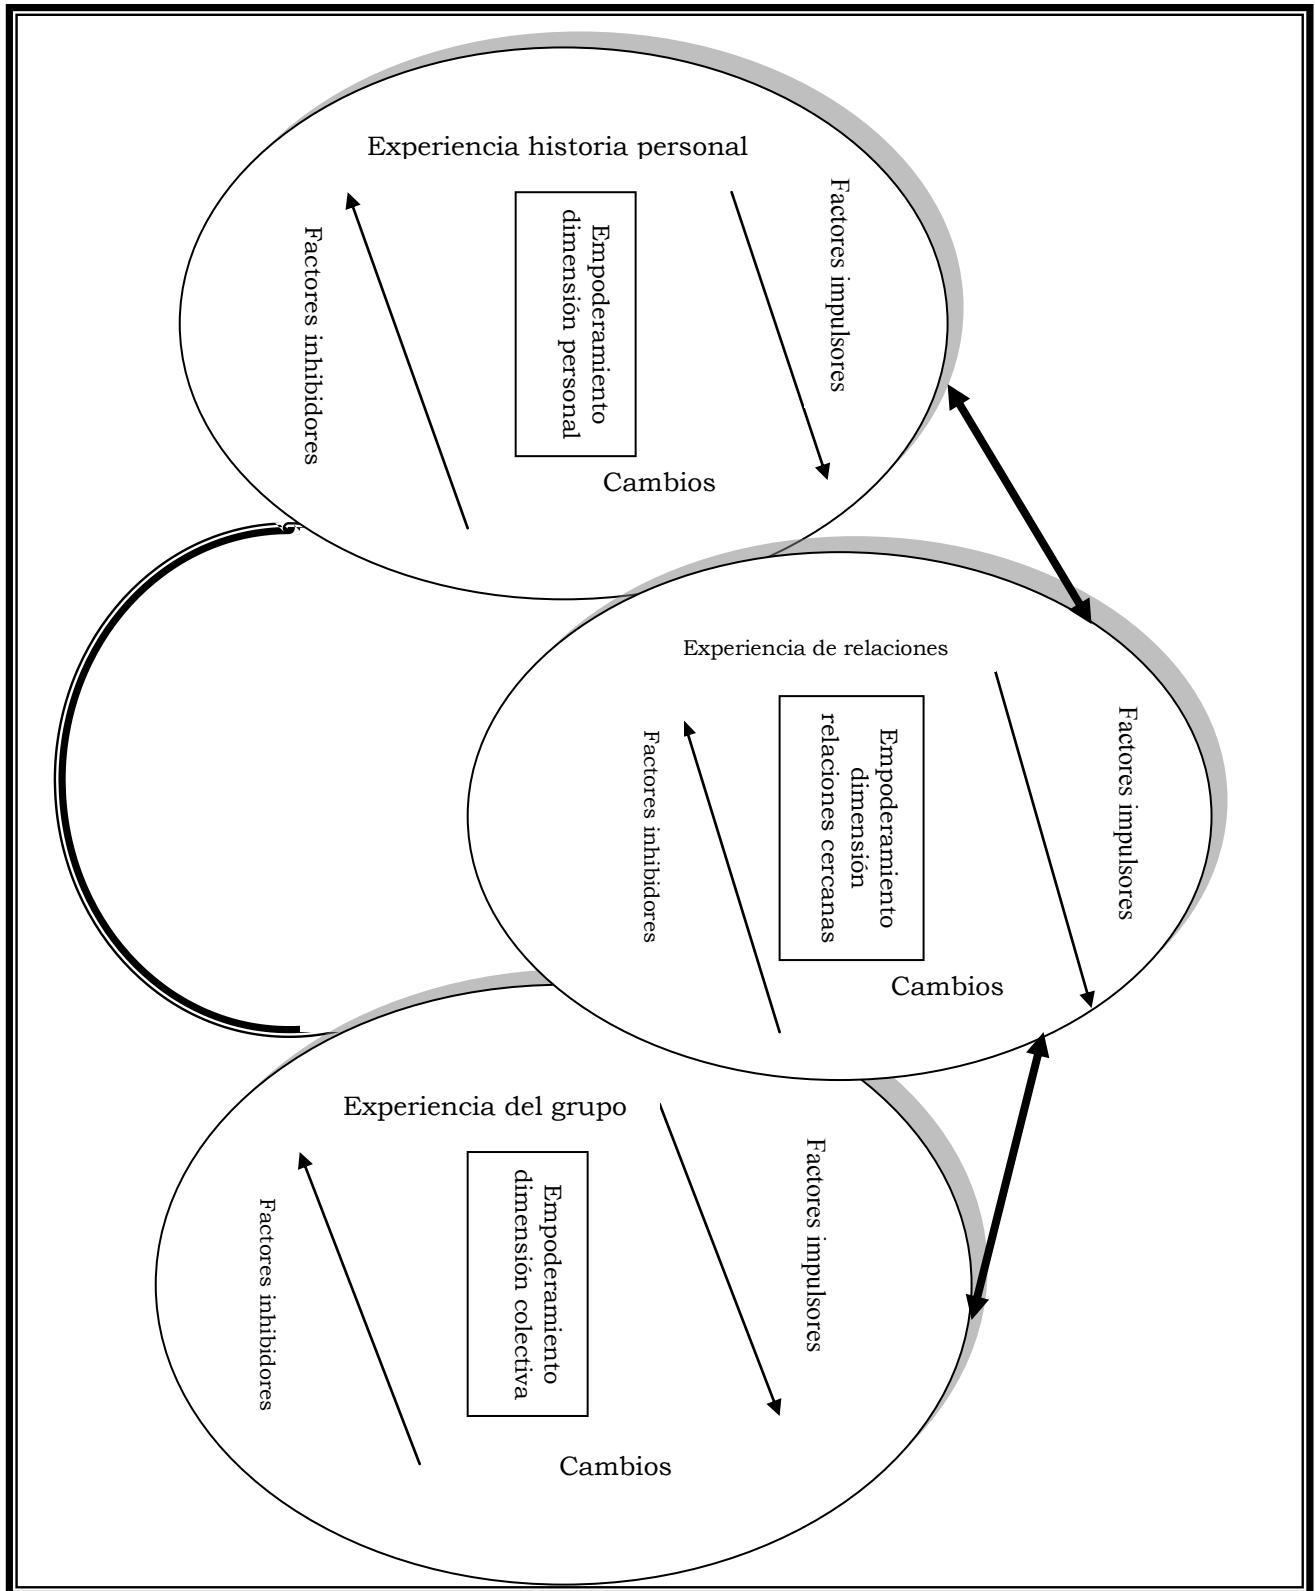 Experiencia historia personal
Factores inhibidores
Empoderamiento
dimensión personal
Factores impulsores
Cambios
Experiencia de relaciones
Factores inhibidores
Empoderamiento
dimensión
relaciones cercanas
Factores impulsores
Cambios
Experiencia del grupo
Factores inhibidores
Empoderamiento
dimensión colectiva
Factores impulsores
Cambios